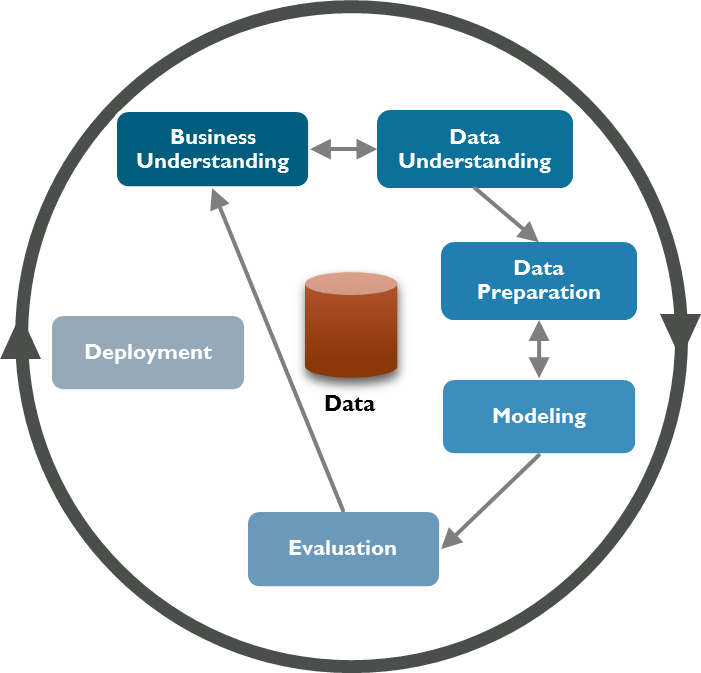 Business
Understanding
Data
Understanding
Data
Preparation
Deployment
Data
Modeling
Evaluation